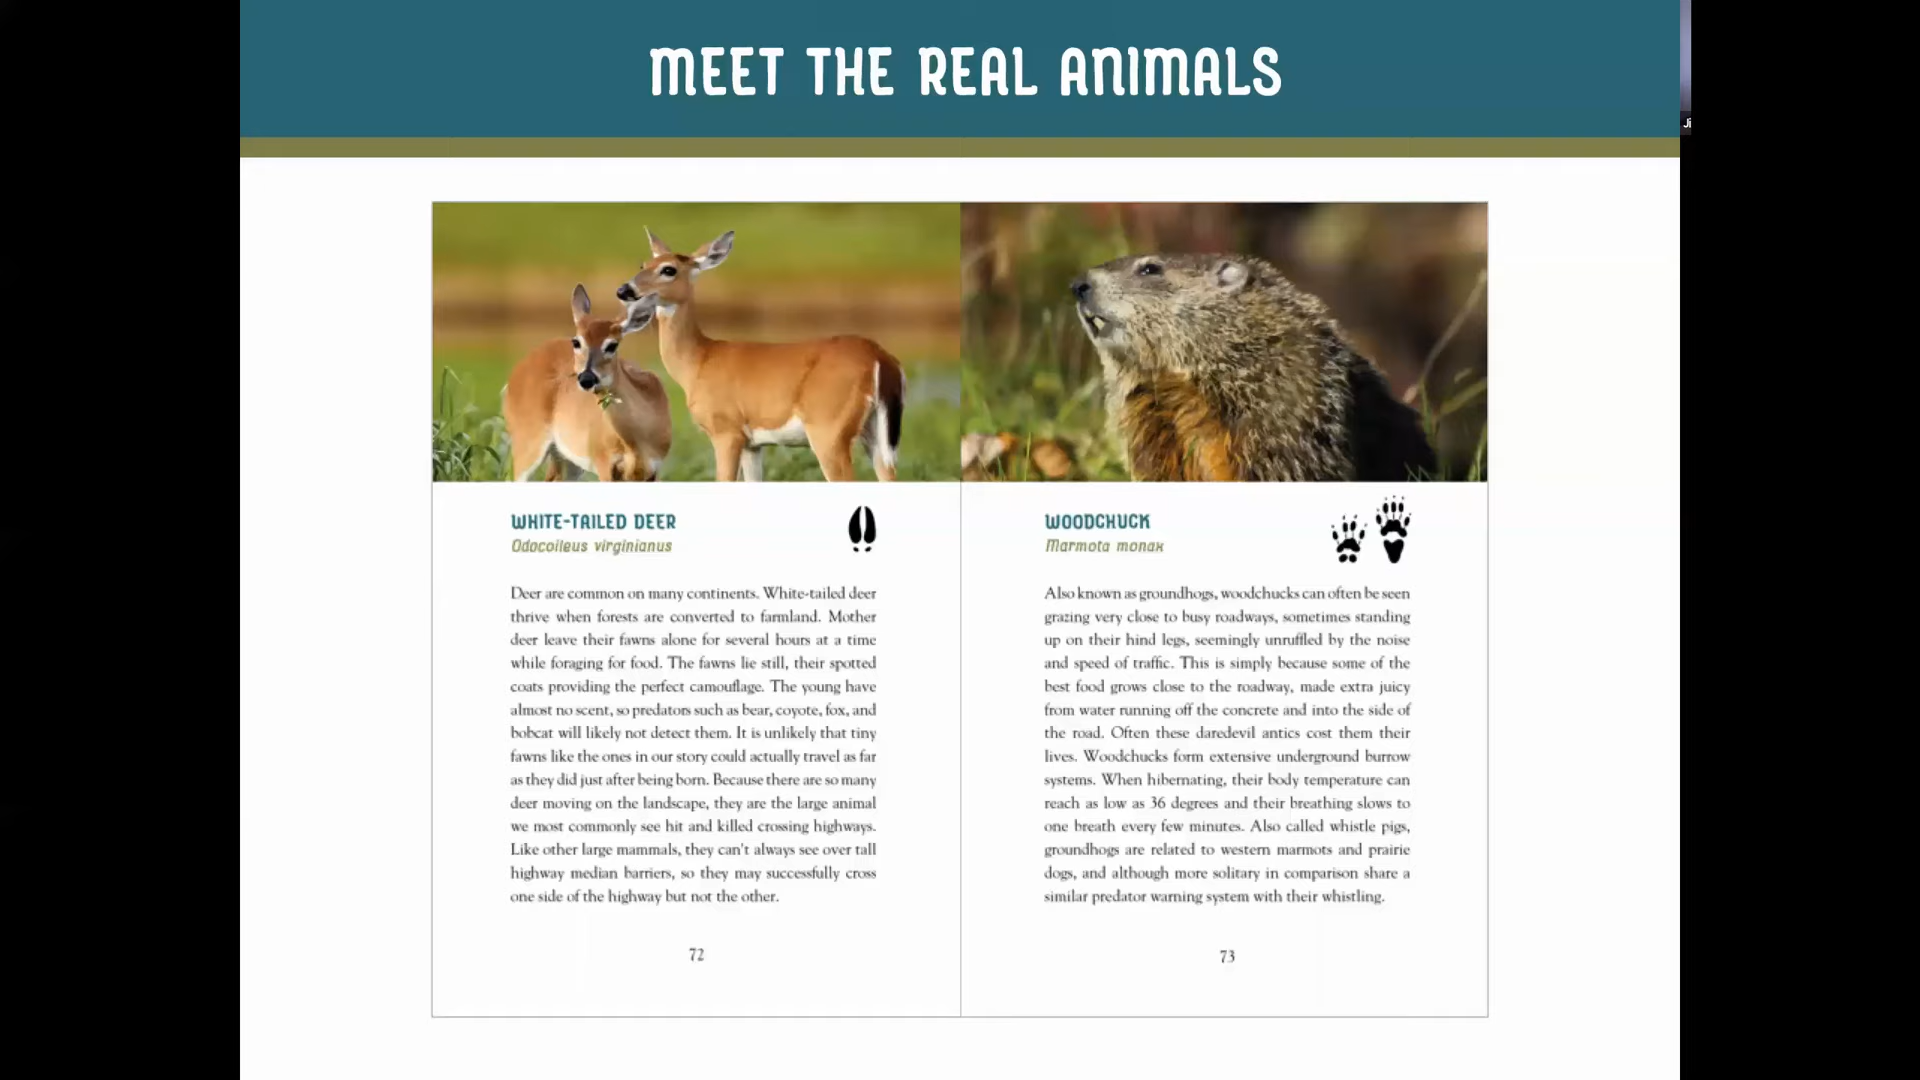 MEET THE REAL ANIMALS
Ji
WHITE-TAILED DEER
Odocoileus virginianus
Deer are common on many continents. White-tailed deer
thrive when forests are converted to farmland. Mother
deer leave their fawns alone for several hours at a time
while foraging for food. The fawns lie still, their spotted
coats providing the perfect camouflage. The young have
almost no scent, so predators such as bear, coyote, fox, and
bobcat will likely not detect them. It is unlikely that tiny
fawns like the ones in our story could actually travel as far
as they did just after being born. Because there are so many
deer moving on the landscape, they are the large animal
we most commonly see hit and killed crossing highways.
Like other large mammals, they can't always see over tall
highway median barriers, so they may successfully cross
one side of the highway but not the other.
72
WOODCHUCK
Marmota monax
Also known as groundhogs, woodchucks can often be seen
grazing very close to busy roadways, sometimes standing
up on their hind legs, seemingly unruffled by the noise
and speed of traffic. This is simply because some of the
best food grows close to the roadway, made extra juicy
from water running off the concrete and into the side of
the road. Often these daredevil antics cost them their
lives. Woodchucks form extensive underground burrow
systems. When hibernating, their body temperature can
reach as low as 36 degrees and their breathing slows to
one breath every few minutes. Also called whistle pigs,
groundhogs are related to western marmots and prairie
dogs, and although more solitary in comparison share a
similar predator warning system with their whistling.
73